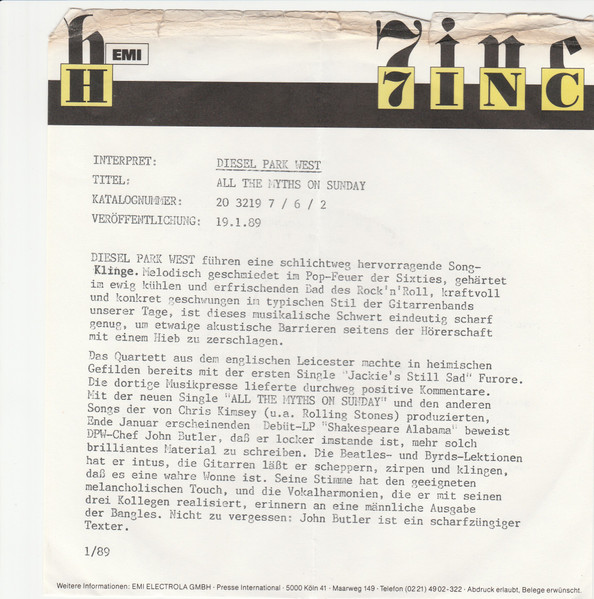 h EMI 7inc
H 7INC
INTERPRET: DIESEL PARK WEST
TITEL: ALL THE MYTHS ON SUNDAY
KATALOGNUMMER: 20 3219 7 / 6 / 2
VERÖFFENTLICHUNG: 19.1.89
DIESEL PARK WEST führen eine schlichtweg hervorragende Song-
Klinge. Melodisch geschmiedet im Pop-Feuer der Sixties, gehärtet
im ewig kühlen und erfrischenden Bad des Rock'n'Roll, kraftvoll
und konkret geschwungen im typischen Stil der Gitarrenbands
unserer Tage, ist dieses musikalische Schwert eindeutig scharf
genug, um etwaige akustische Barrieren seitens der Hörerschaft
mit einem Hieb zu zerschlagen.
Das Quartett aus dem englischen Leicester machte in heimischen
Gefilden bereits mit der ersten Single "Jackie's Still Sad" Furore.
Die dortige Musikpresse lieferte durchweg positive Kommentare.
Mit der neuen Single "ALL THE MYTHS ON SUNDAY" und den anderen
Songs der von Chris Kimsey (u.a. Rolling Stones) produzierten,
Ende Januar erscheinenden Debüt-LP "Shakespeare Alabama" beweist
DPW-Chef John Butler, daß er locker imstande ist, mehr solch
brilliantes Material zu schreiben. Die Beatles- und Byrds-Lektionen
hat er intus, die Gitarren läßt er scheppern, zirpen und klingen,
daß es eine wahre Wonne ist. Seine Stimme hat den geeigneten
melancholischen Touch, und die Vokalharmonien, die er mit seinen
drei Kollegen realisiert, erinnern an eine männliche Ausgabe
der Bangles. Nicht zu vergessen: John Butler ist ein scharfzüngiger
Texter.
1/89
Weitere Informationen: EMI ELECTROLA GMBH · Presse International · 5000 Köln 41 · Maarweg 149 · Telefon (02 21) 49 02-322 · Abdruck erlaubt, Belege erwünscht.